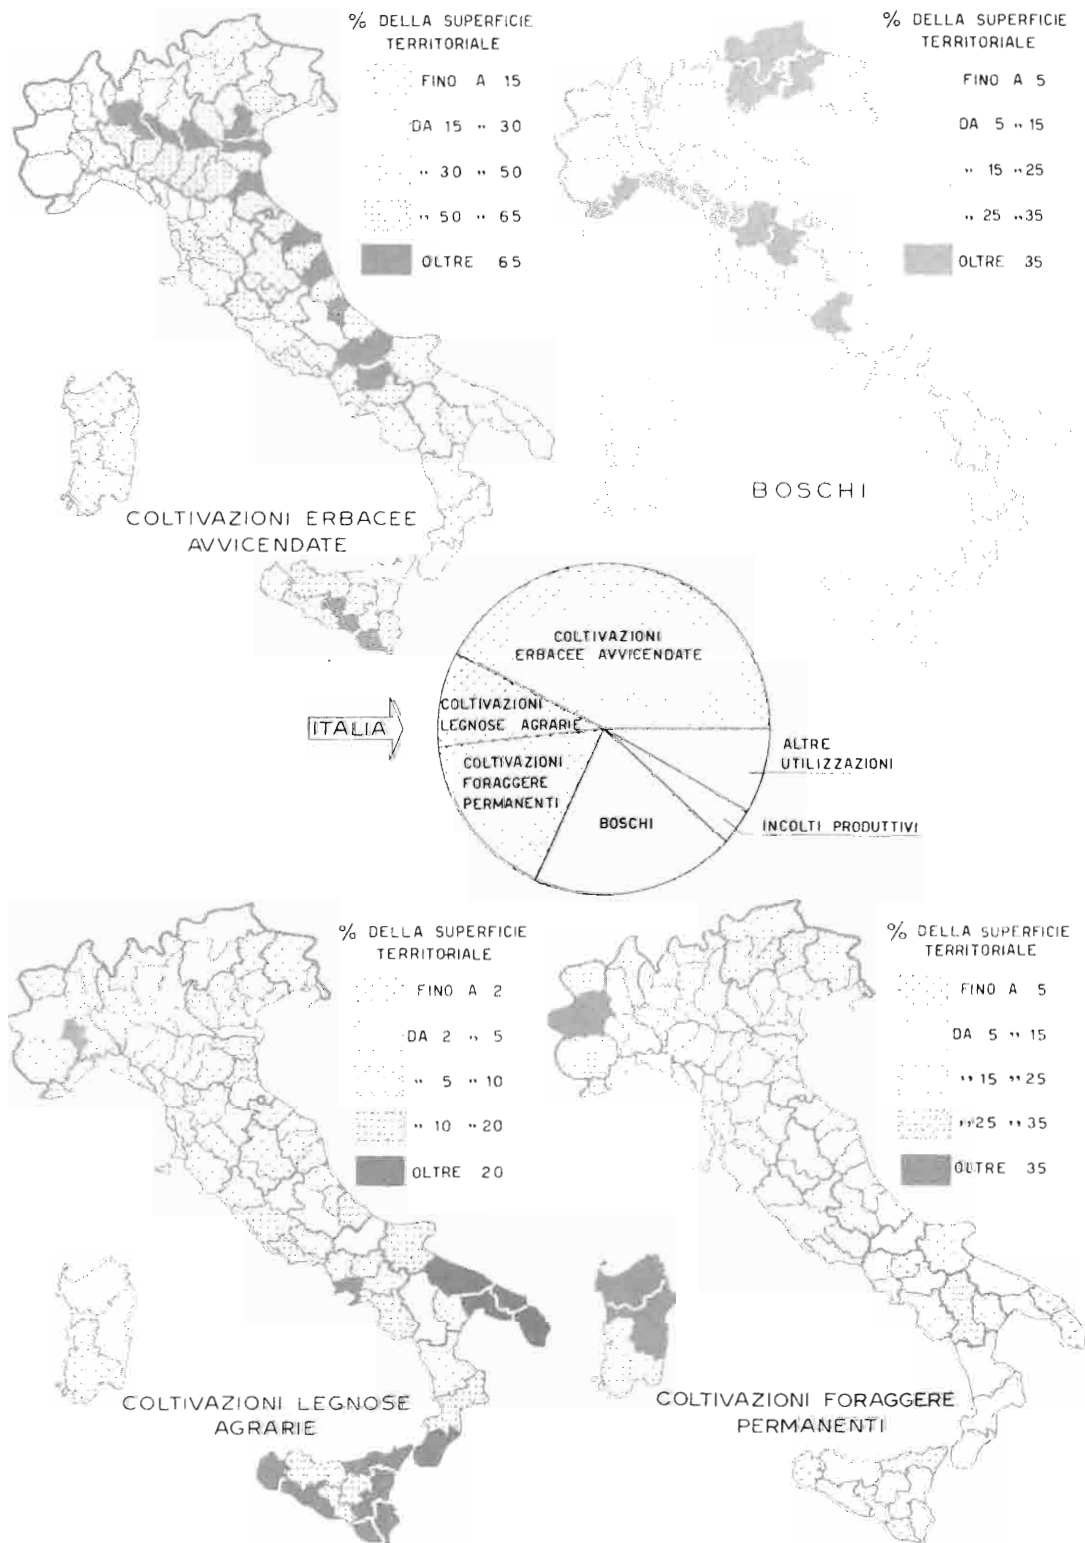 % DELLA SUPERFICIE
TERRITORIALE
FINO A 15
DA 15 " 30
" 30 " 50
" 50 " 65
OLTRE 65
COLTIVAZIONI ERBACEE
AVVICENDATE
% DELLA SUPERFICIE
TERRITORIALE
FINO A 5
DA 5 " 15
" 15 " 25
" 25 " 35
OLTRE 35
BOSCHI
ITALIA
COLTIVAZIONI
ERBACEE AVVICENDATE
COLTIVAZIONI
LEGNOSE AGRARIE
COLTIVAZIONI
FORAGGERE
PERMANENTI
BOSCHI
ALTRE
UTILIZZAZIONI
INCOLTI PRODUTTIVI
% DELLA SUPERFICIE
TERRITORIALE
FINO A 2
DA 2 " 5
" 5 " 10
" 10 " 20
OLTRE 20
COLTIVAZIONI LEGNOSE
AGRARIE
% DELLA SUPERFICIE
TERRITORIALE
FINO A 5
DA 5 " 15
" 15 " 25
" 25 " 35
OLTRE 35
COLTIVAZIONI FORAGGERE
PERMANENTI